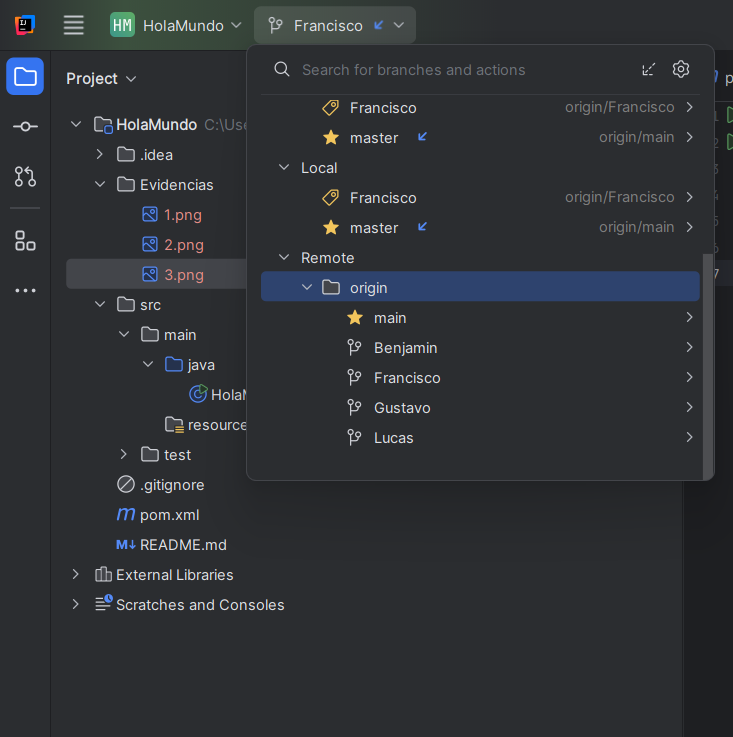 HM HolaMundo Francisco
Search for branches and actions
Project
Francisco origin/Francisco
master origin/main
Local
Francisco origin/Francisco
master origin/main
Remote
origin
main
Benjamin
Francisco
Gustavo
Lucas
HolaMundo C:\Use
.idea
Evidencias
1.png
2.png
3.png
src
main
java
Hola
resource
test
.gitignore
m pom.xml
M↓ README.md
External Libraries
Scratches and Consoles